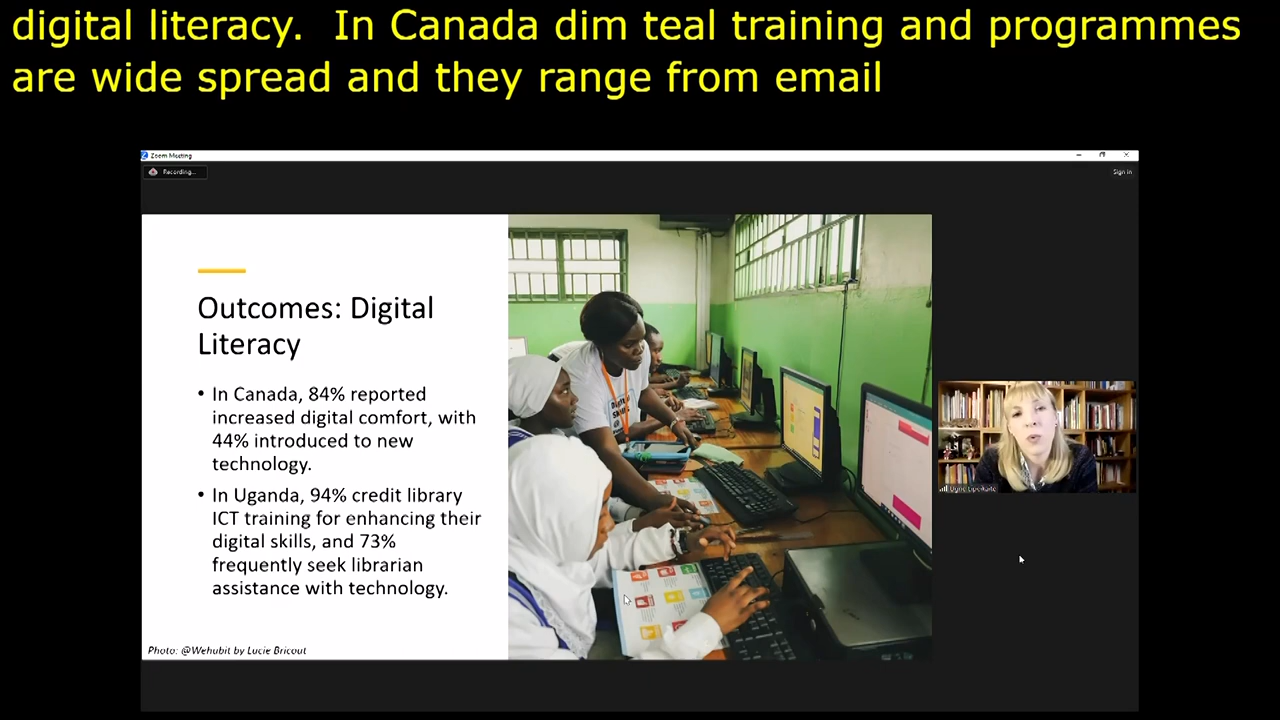 digital literacy.  In Canada dim teal training and programmes
are wide spread and they range from email
Zoom Meeting
Recording...
Sign in
Outcomes: Digital
Literacy
• In Canada, 84% reported
increased digital comfort, with
44% introduced to new
technology.
• In Uganda, 94% credit library
ICT training for enhancing their
digital skills, and 73%
frequently seek librarian
assistance with technology.
Photo: @Wehubit by Lucie Bricout